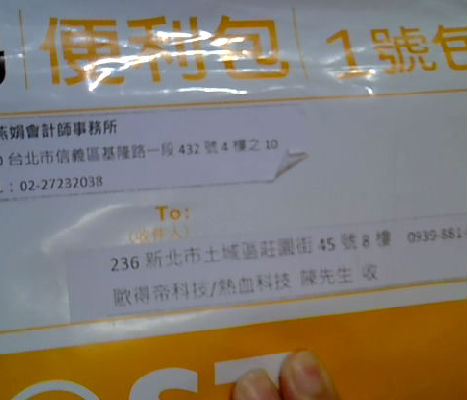 便利包 1號包
燕娟會計師事務所
台北市信義區基隆路一段 432 號 4 樓之 10
: 02-27232038
To:
(收件人)
236 新北市土城區莊園街 45 號 8 樓 0939-881-
歐得帝科技/熱血科技 陳先生 收